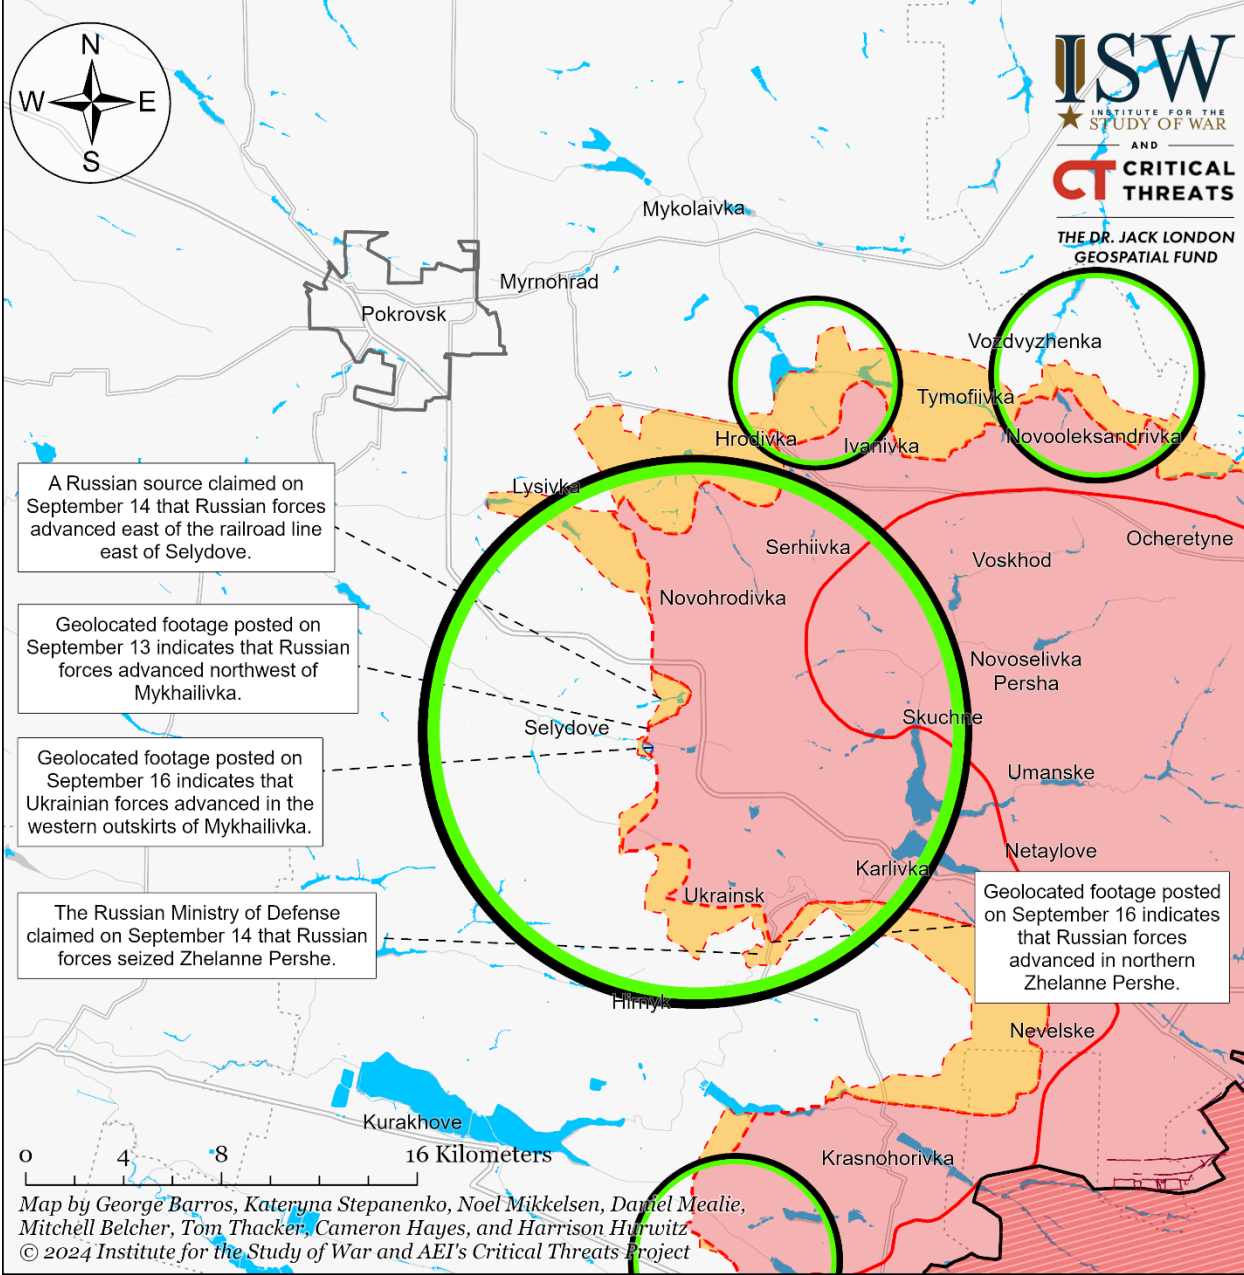 N
W E
S
ISW
INSTITUTE FOR THE
STUDY OF WAR
AND
CT CRITICAL
THREATS
THE DR. JACK LONDON
GEOSPATIAL FUND
Mykolaivka
Myrnohrad
Pokrovsk
Vozdvyzhenka
Tymofiivka
Hrodivka
Ivanivka
Novooleksandrivka
Lysivka
A Russian source claimed on
September 14 that Russian forces
advanced east of the railroad line
east of Selydove.
Serhiivka
Ocheretyne
Voskhod
Novohrodivka
Geolocated footage posted on
September 13 indicates that Russian
forces advanced northwest of
Mykhailivka.
Novoselivka
Persha
Selydove
Skuchne
Geolocated footage posted on
September 16 indicates that
Ukrainian forces advanced in the
western outskirts of Mykhailivka.
Umanske
Netaylove
Karlivka
Ukrainsk
The Russian Ministry of Defense
claimed on September 14 that Russian
forces seized Zhelanne Pershe.
Geolocated footage posted
on September 16 indicates
that Russian forces
advanced in northern
Zhelanne Pershe.
Hirnyk
Nevelske
Kurakhove
Krasnohorivka
0 4 8 16 Kilometers
Map by George Barros, Kateryna Stepanenko, Noel Mikkelsen, Daniel Mealie,
Mitchell Belcher, Tom Thacker, Cameron Hayes, and Harrison Hurwitz
© 2024 Institute for the Study of War and AEI's Critical Threats Project